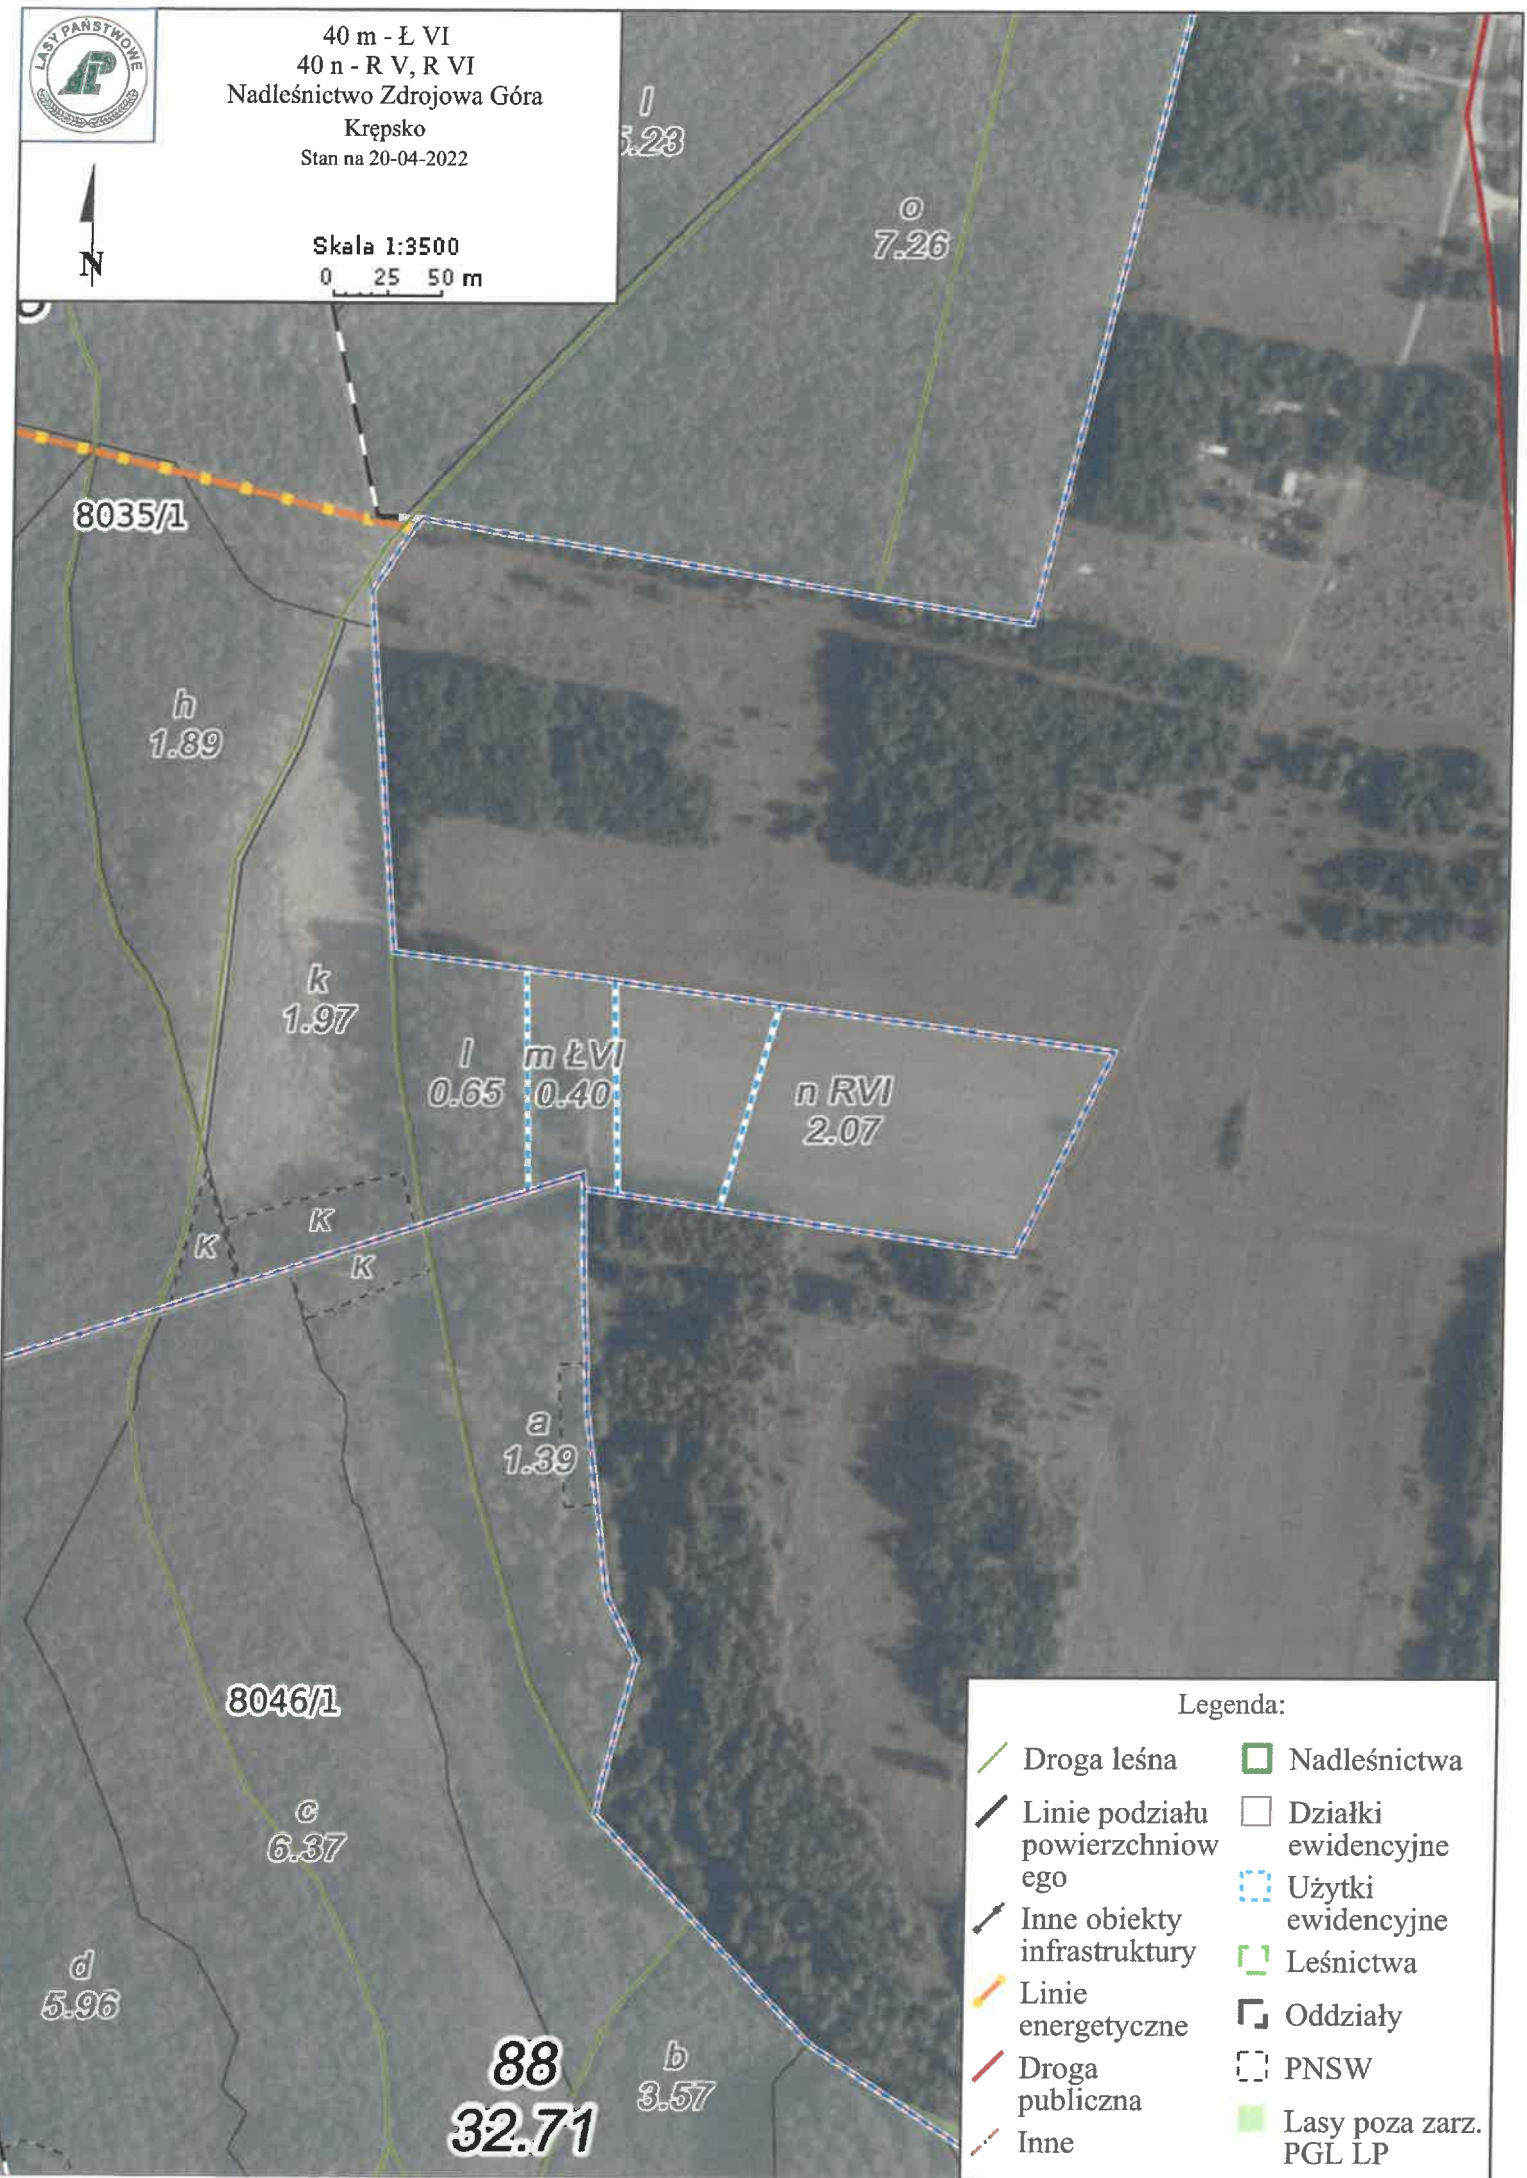 LASY PAŃSTWOWE
40 m - Ł VI
40 n - R V, R VI
Nadleśnictwo Zdrojowa Góra
Krępsko
Stan na 20-04-2022
N
Skala 1:3500
0 25 50 m
l
5.23
o
7.26
8035/1
h
1.89
k
1.97
l
0.65
m ŁVI
0.40
n RVI
2.07
K
K
K
a
1.39
8046/1
c
6.37
d
5.96
88
32.71
b
3.57
Legenda:
Droga leśna
Linie podziału
powierzchniow
ego
Inne obiekty
infrastruktury
Linie
energetyczne
Droga
publiczna
Inne
Nadleśnictwa
Działki
ewidencyjne
Użytki
ewidencyjne
Leśnictwa
Oddziały
PNSW
Lasy poza zarz.
PGL LP